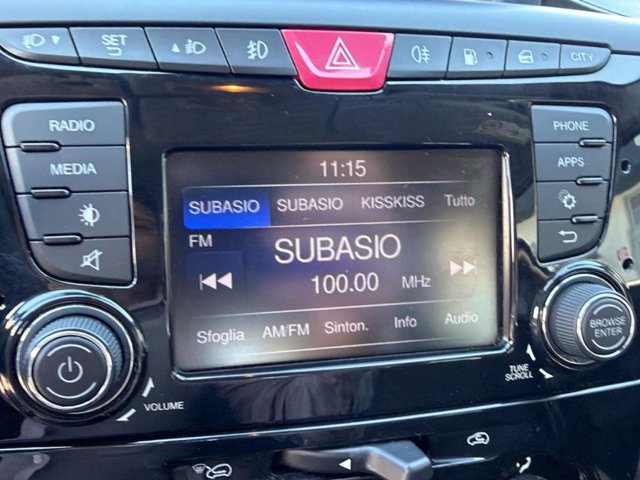 SET
CITY
RADIO
MEDIA
PHONE
APPS
11:15
SUBASIO SUBASIO KISSKISS Tutto
FM
SUBASIO
100.00 MHz
Sfoglia AM/FM Sinton. Info Audio
VOLUME
BROWSE
ENTER
TUNE
SCROLL